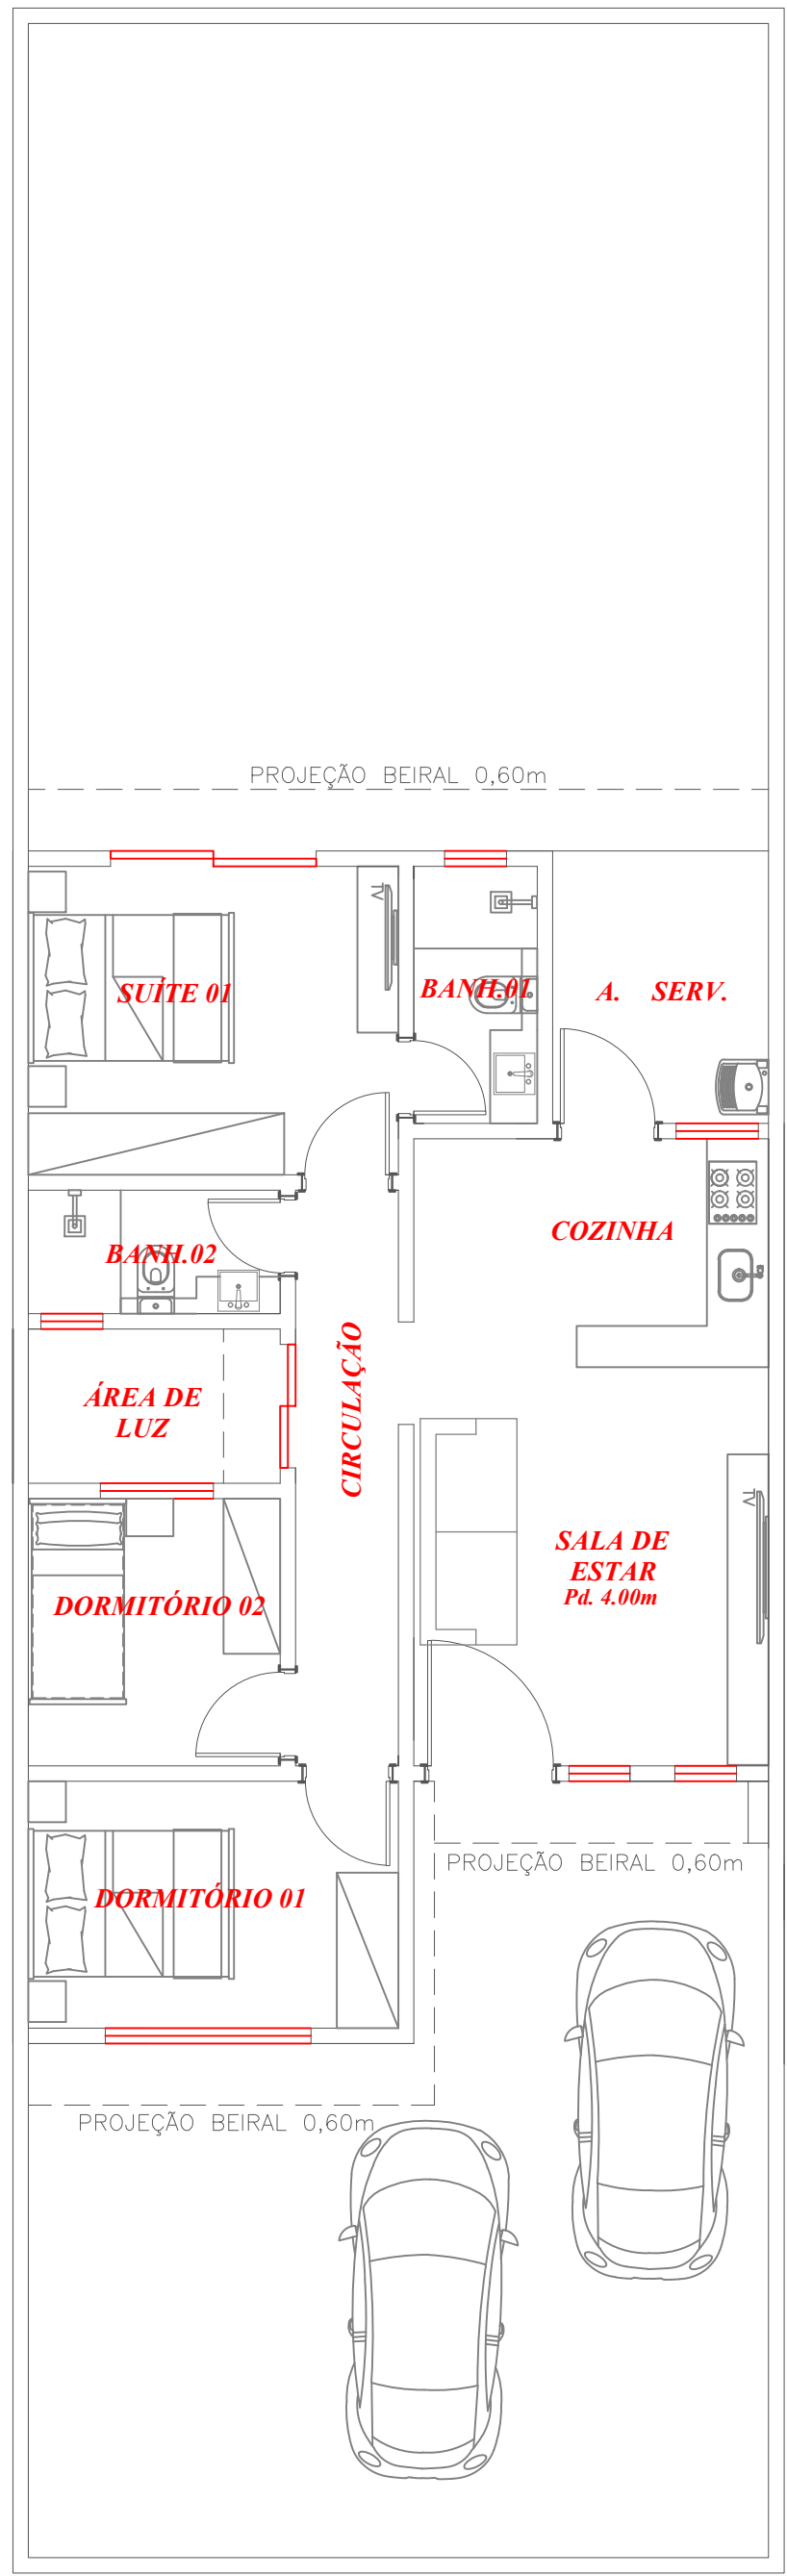 PROJEÇÃO BEIRAL 0,60m
TV
SUÍTE 01
BANH.01
A. SERV.
COZINHA
BANH.02
CIRCULAÇÃO
ÁREA DE
LUZ
TV
SALA DE
ESTAR
Pd. 4.00m
DORMITÓRIO 02
PROJEÇÃO BEIRAL 0,60m
DORMITÓRIO 01
PROJEÇÃO BEIRAL 0,60m